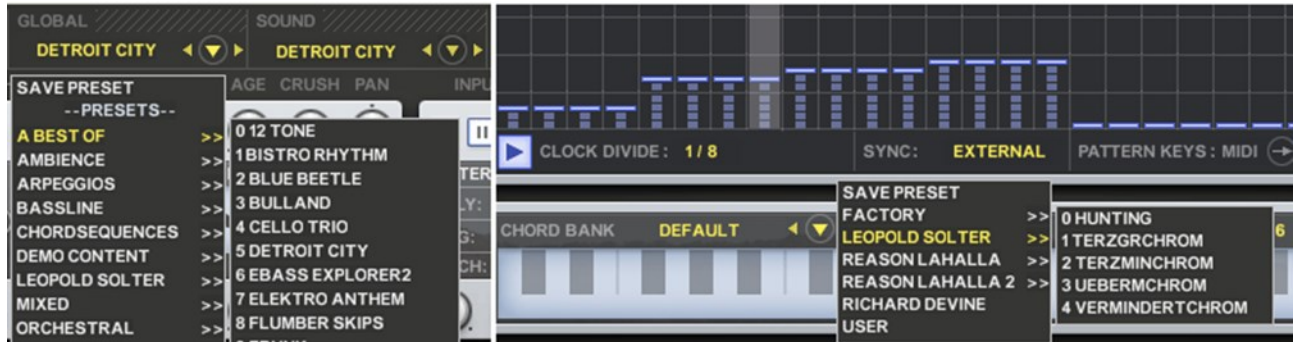 GLOBAL
SOUND
DETROIT CITY
DETROIT CITY
SAVE PRESET
--PRESETS--
A BEST OF >>
AMBIENCE >>
ARPEGGIOS >>
BASSLINE >>
CHORDSEQUENCES >>
DEMO CONTENT >>
LEOPOLD SOLTER >>
MIXED >>
ORCHESTRAL >>
AGE CRUSH PAN
INPU
0 12 TONE
1 BISTRO RHYTHM
2 BLUE BEETLE
3 BULLAND
4 CELLO TRIO
5 DETROIT CITY
6 EBASS EXPLORER2
7 ELEKTRO ANTHEM
8 FLUMBER SKIPS
TER
LY:
G:
CH:
CLOCK DIVIDE: 1/8
SYNC: EXTERNAL
PATTERN KEYS: MIDI
CHORD BANK DEFAULT
SAVE PRESET
FACTORY >>
LEOPOLD SOLTER >>
REASON LAHALLA >>
REASON LAHALLA 2 >>
RICHARD DEVINE
USER
0 HUNTING
1 TERZGRCHROM
2 TERZMINCHROM
3 UEBERMCHROM
4 VERMINDERTCHROM
6